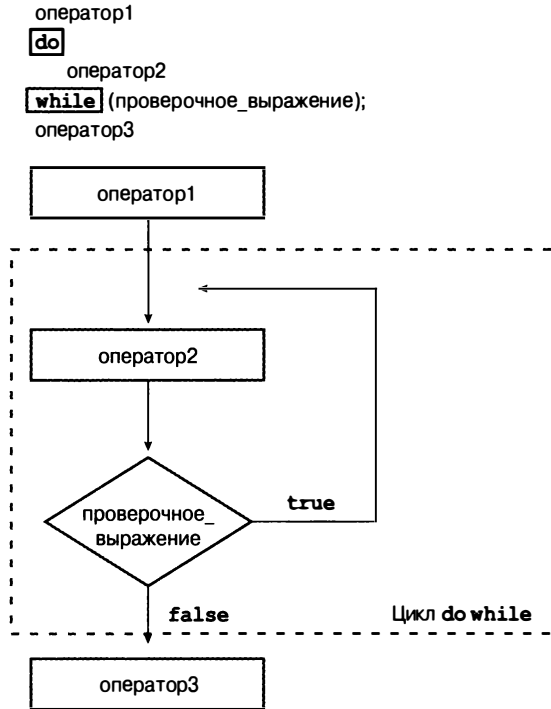 оператор1
do
оператор2
while (проверочное_выражение);
оператор3
оператор1
оператор2
проверочное_
выражение
true
false
Цикл do while
оператор3